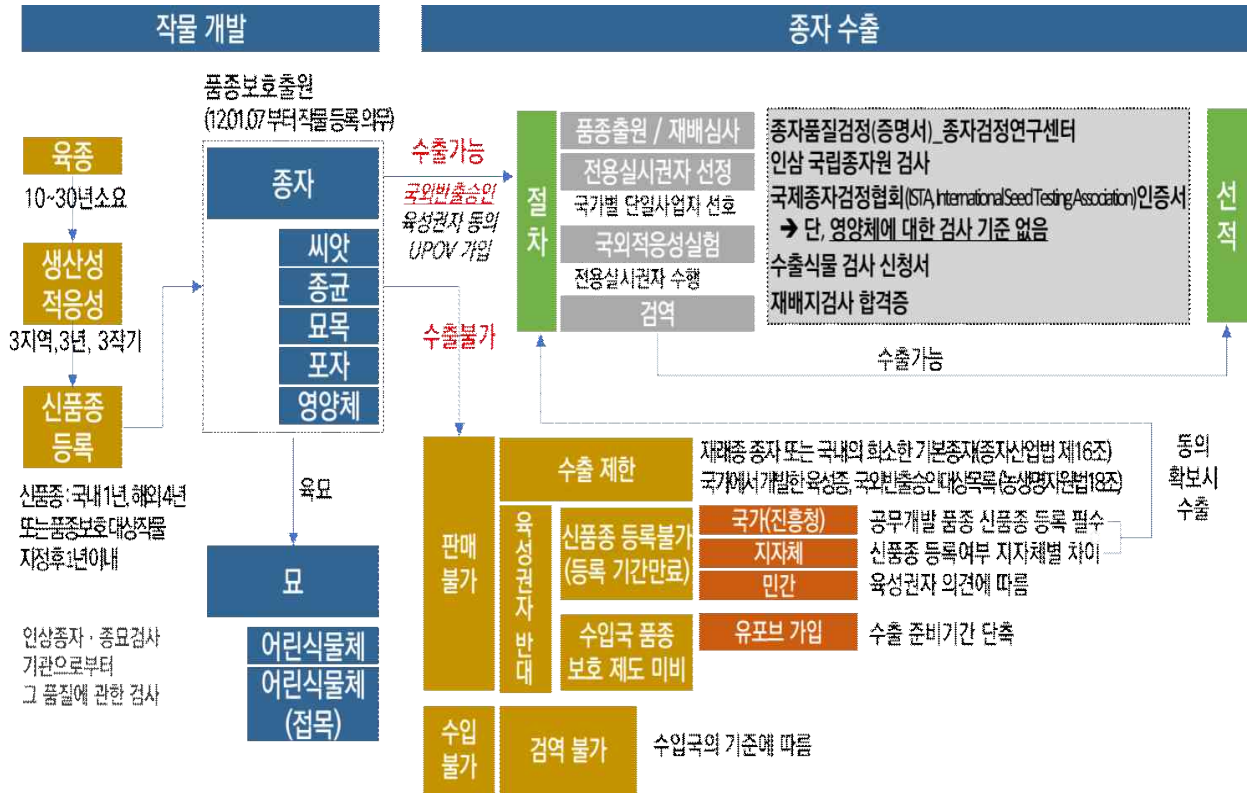 작물 개발
종자 수출
품종보호출원
(12.01.07 부터 작물 등록 의무)
육종
10~30년소요
생산성
적응성
3지역,3년, 3작기
신품종
등록
신품종 : 국내 1년, 해외 4년
또는 품종보호 대상작물
지정후 1년 이내
인삼종자 · 종묘검사
기관으로부터
그 품질에 관한 검사
종자
씨앗
종균
묘목
포자
영양체
육묘
묘
어린식물체
어린식물체
(접목)
수출가능
국외반출승인
육성권자 동의
UPOV 가입
수출불가
절차
품종출원 / 재배심사
전용실시권자 선정
국가별 단일사업자 선호
국외적응성실험
전용실시권자 수행
검역
종자품질검정(증명서)_종자검정연구센터
인삼 국립종자원 검사
국제종자검정협회(ISTA, International Seed Testing Association)인증서
➔ 단, 영양체에 대한 검사 기준 없음
수출식물 검사 신청서
재배지검사 합격증
선적
수출가능
판매
불가
수출 제한
재래종 종자 또는 국내의 희소한 기본종자(종자산업법 제16조)
국가에서 개발한 육성종, 국외반출승인대상목록 (농생명자원법18조)
육성권자 반대
신품종 등록불가
(등록 기간만료)
국가(진흥청)
공무개발 품종 신품종 등록 필수
지자체
신품종 등록여부 지자체별 차이
민간
육성권자 의견에 따름
수입국 품종
보호 제도 미비
유포브 가입
수출 준비기간 단축
동의
확보시
수출
수입
불가
검역 불가
수입국의 기준에 따름